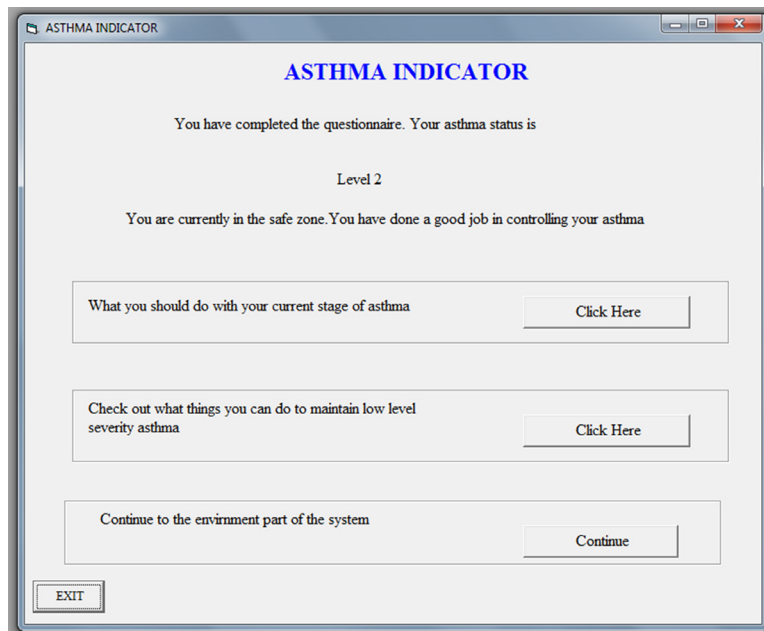 ASTHMA INDICATOR
ASTHMA INDICATOR
You have completed the questionnaire. Your asthma status is
Level 2
You are currently in the safe zone.You have done a good job in controlling your asthma
What you should do with your current stage of asthma
Click Here
Check out what things you can do to maintain low level
severity asthma
Click Here
Continue to the envirnment part of the system
Continue
EXIT